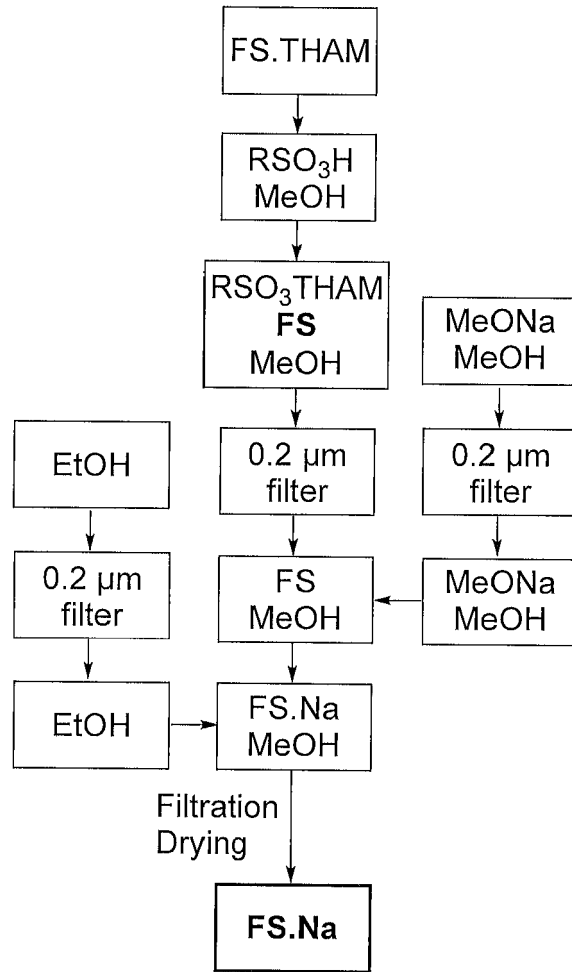 FS.THAM
RSO₃H
MeOH
RSO₃THAM
FS
MeOH
MeONa
MeOH
EtOH
0.2 µm
filter
0.2 µm
filter
0.2 µm
filter
FS
MeOH
MeONa
MeOH
EtOH
FS.Na
MeOH
Filtration
Drying
FS.Na